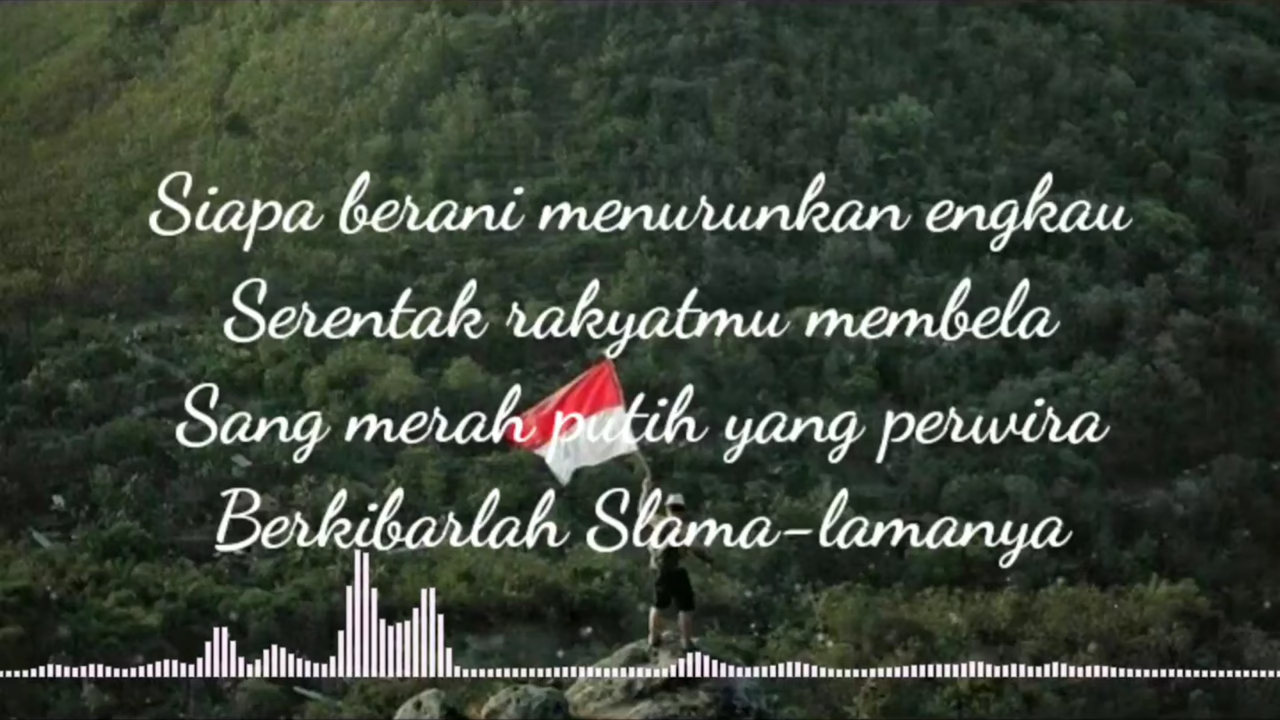 Siapa berani menurunkan engkau
Serentak rakyatmu membela
Sang merah putih yang perwira
Berkibarlah Slama-lamanya